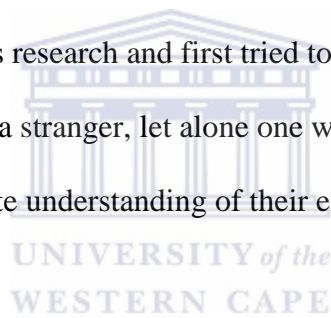 s research and first tried to
a stranger, let alone one w
te understanding of their e
UNIVERSITY of the
WESTERN CAPE